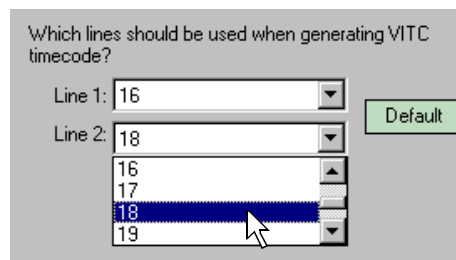 Which lines should be used when generating VITC
timecode?
Line 1: 16
Default
Line 2: 18
16
17
18
19